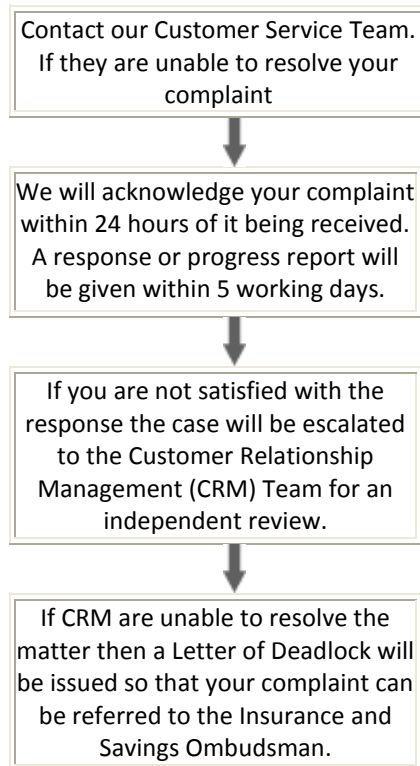 Contact our Customer Service Team.
If they are unable to resolve your
complaint
We will acknowledge your complaint
within 24 hours of it being received.
A response or progress report will
be given within 5 working days.
If you are not satisfied with the
response the case will be escalated
to the Customer Relationship
Management (CRM) Team for an
independent review.
If CRM are unable to resolve the
matter then a Letter of Deadlock will
be issued so that your complaint can
be referred to the Insurance and
Savings Ombudsman.